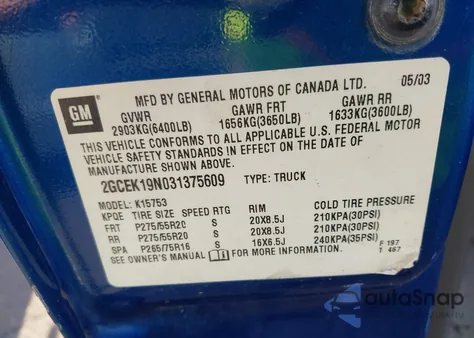 MFD BY GENERAL MOTORS OF CANADA LTD. 05/03
GM GVWR GAWR FRT GAWR RR
2903KG(6400LB) 1656KG(3650LB) 1633KG(3600LB)
THIS VEHICLE CONFORMS TO ALL APPLICABLE U.S. FEDERAL MOTOR
VEHICLE SAFETY STANDARDS IN EFFECT ON THE DATE OF
MANUFACTURE SHOWN ABOVE.
2GCEK19N031375609 TYPE: TRUCK
MODEL: K15753
KPQE TIRE SIZE SPEED RTG RIM COLD TIRE PRESSURE
FRT P275/55R20 S 20X8.5J 210KPA(30PSI)
RR P275/55R20 S 20X8.5J 210KPA(30PSI)
SPA P265/75R16 S 16X6.5J 240KPA(35PSI)
SEE OWNER'S MANUAL FOR MORE INFORMATION. F 197
T 467
autoSnap